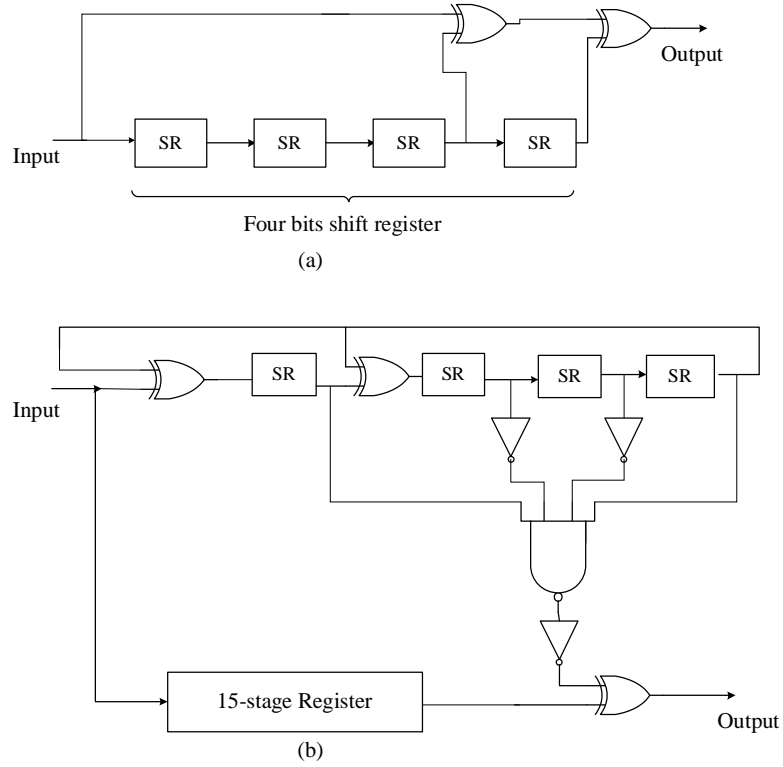 Output
Input
SR
SR
SR
SR
Four bits shift register
(a)
Input
SR
SR
SR
SR
15-stage Register
Output
(b)